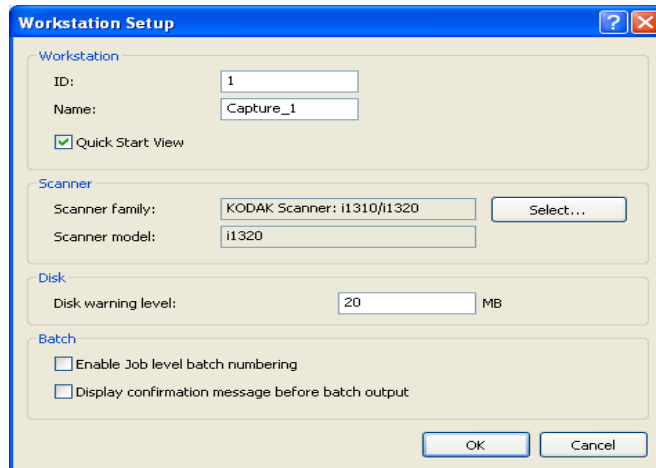 Workstation Setup
Workstation
ID: 1
Name: Capture_1
Quick Start View
Scanner
Scanner family: KODAK Scanner: i1310/i1320 Select...
Scanner model: i1320
Disk
Disk warning level: 20 MB
Batch
Enable Job level batch numbering
Display confirmation message before batch output
OK Cancel